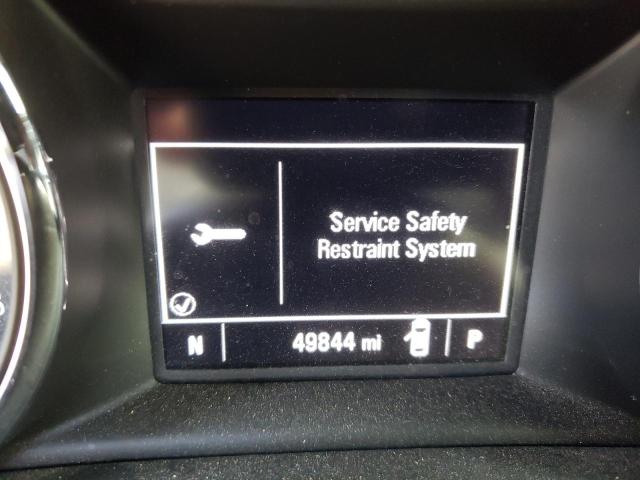 Service Safety
Restraint System
N 49844 mi P